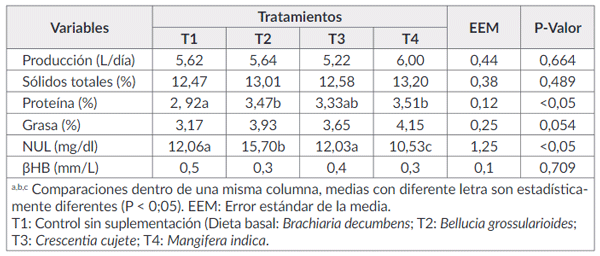 Variables Tratamientos EEM P-Valor
T1 T2 T3 T4
Producción (L/día) 5,62 5,64 5,22 6,00 0,44 0,664
Sólidos totales (%) 12,47 13,01 12,58 13,20 0,38 0,489
Proteína (%) 2, 92a 3,47b 3,33ab 3,51b 0,12 <0,05
Grasa (%) 3,17 3,93 3,65 4,15 0,25 0,054
NUL (mg/dl) 12,06a 15,70b 12,03a 10,53c 1,25 <0,05
βHB (mm/L) 0,5 0,3 0,4 0,3 0,1 0,709
a,b,c Comparaciones dentro de una misma columna, medias con diferente letra son estadística-
mente diferentes (P < 0;05). EEM: Error estándar de la media.
T1: Control sin suplementación (Dieta basal: Brachiaria decumbens; T2: Bellucia grossularioides;
T3: Crescentia cujete; T4: Mangifera indica.